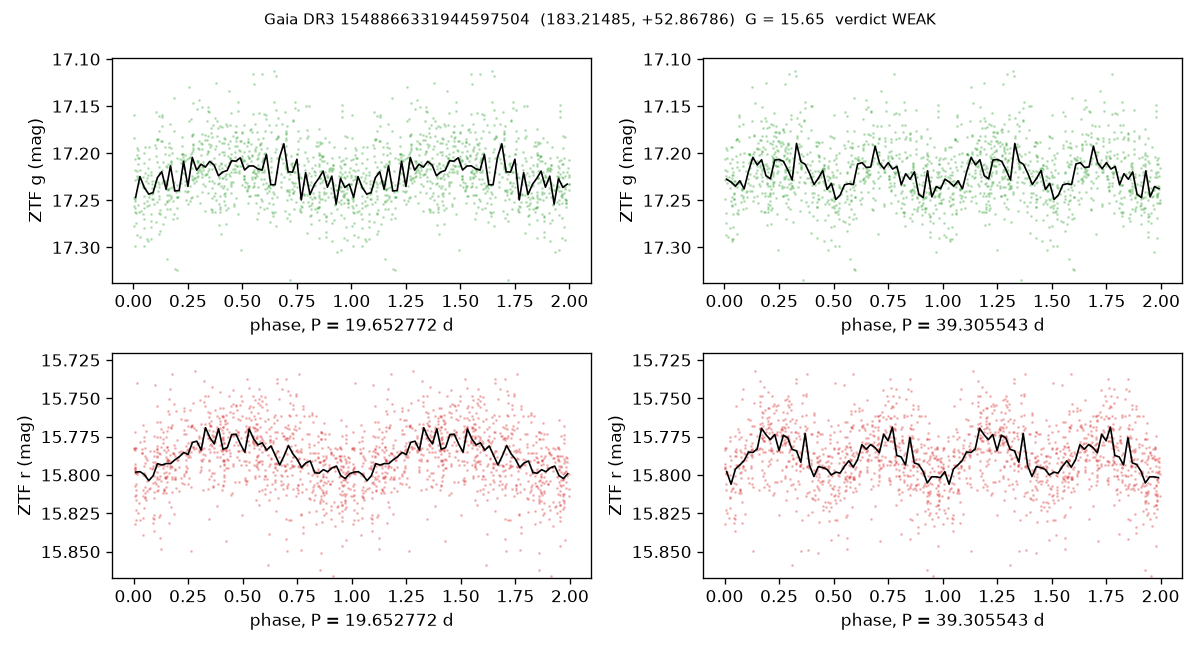 Gaia DR3 1548866331944597504  (183.21485, +52.86786)  G = 15.65  verdict WEAK
17.10
17.15
17.20
17.25
17.30
ZTF g (mag)
0.00 0.25 0.50 0.75 1.00 1.25 1.50 1.75 2.00
phase, P = 19.652772 d
17.10
17.15
17.20
17.25
17.30
ZTF g (mag)
0.00 0.25 0.50 0.75 1.00 1.25 1.50 1.75 2.00
phase, P = 39.305543 d
15.725
15.750
15.775
15.800
15.825
15.850
ZTF r (mag)
0.00 0.25 0.50 0.75 1.00 1.25 1.50 1.75 2.00
phase, P = 19.652772 d
15.725
15.750
15.775
15.800
15.825
15.850
ZTF r (mag)
0.00 0.25 0.50 0.75 1.00 1.25 1.50 1.75 2.00
phase, P = 39.305543 d